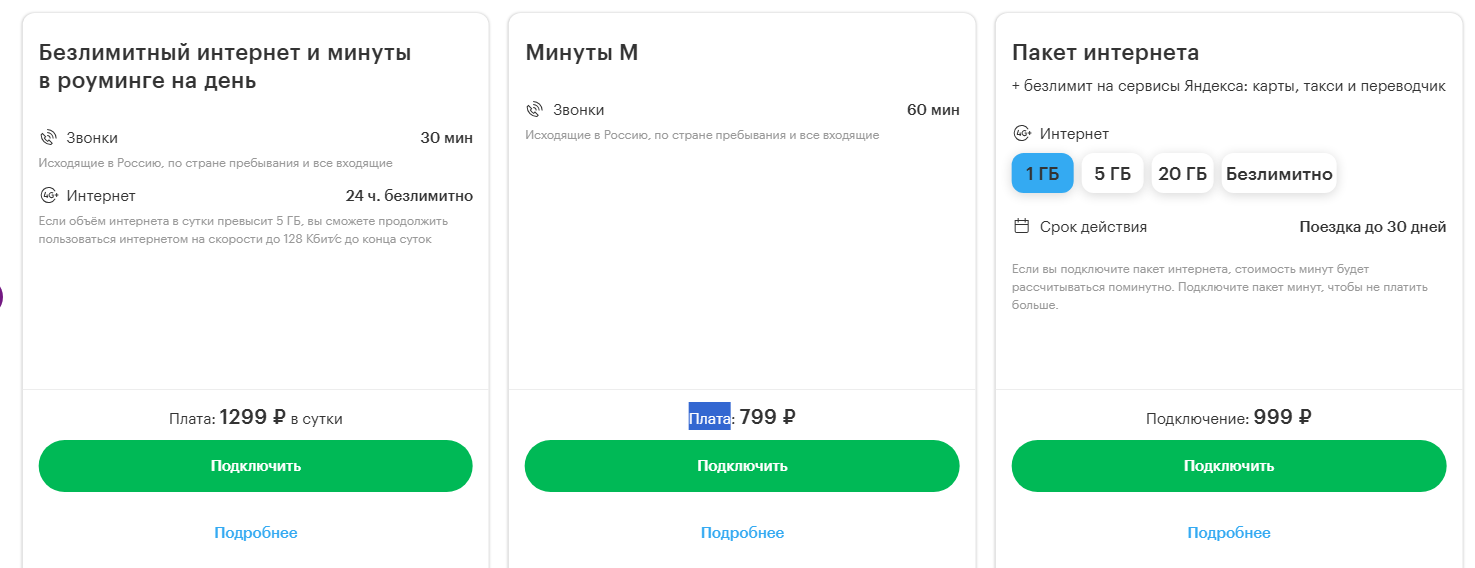 Безлимитный интернет и минуты
в роуминге на день
Звонки 30 мин
Исходящие в Россию, по стране пребывания и все входящие
4G+ Интернет 24 ч. безлимитно
Если объём интернета в сутки превысит 5 ГБ, вы сможете продолжить
пользоваться интернетом на скорости до 128 Кбит/с до конца суток
Плата: 1299 ₽ в сутки
Подключить
Подробнее
Минуты M
Звонки 60 мин
Исходящие в Россию, по стране пребывания и все входящие
Плата: 799 ₽
Подключить
Подробнее
Пакет интернета
+ безлимит на сервисы Яндекса: карты, такси и переводчик
4G+ Интернет
1 ГБ 5 ГБ 20 ГБ Безлимитно
Срок действия Поездка до 30 дней
Если вы подключите пакет интернета, стоимость минут будет
рассчитываться поминутно. Подключите пакет минут, чтобы не платить
больше.
Подключение: 999 ₽
Подключить
Подробнее